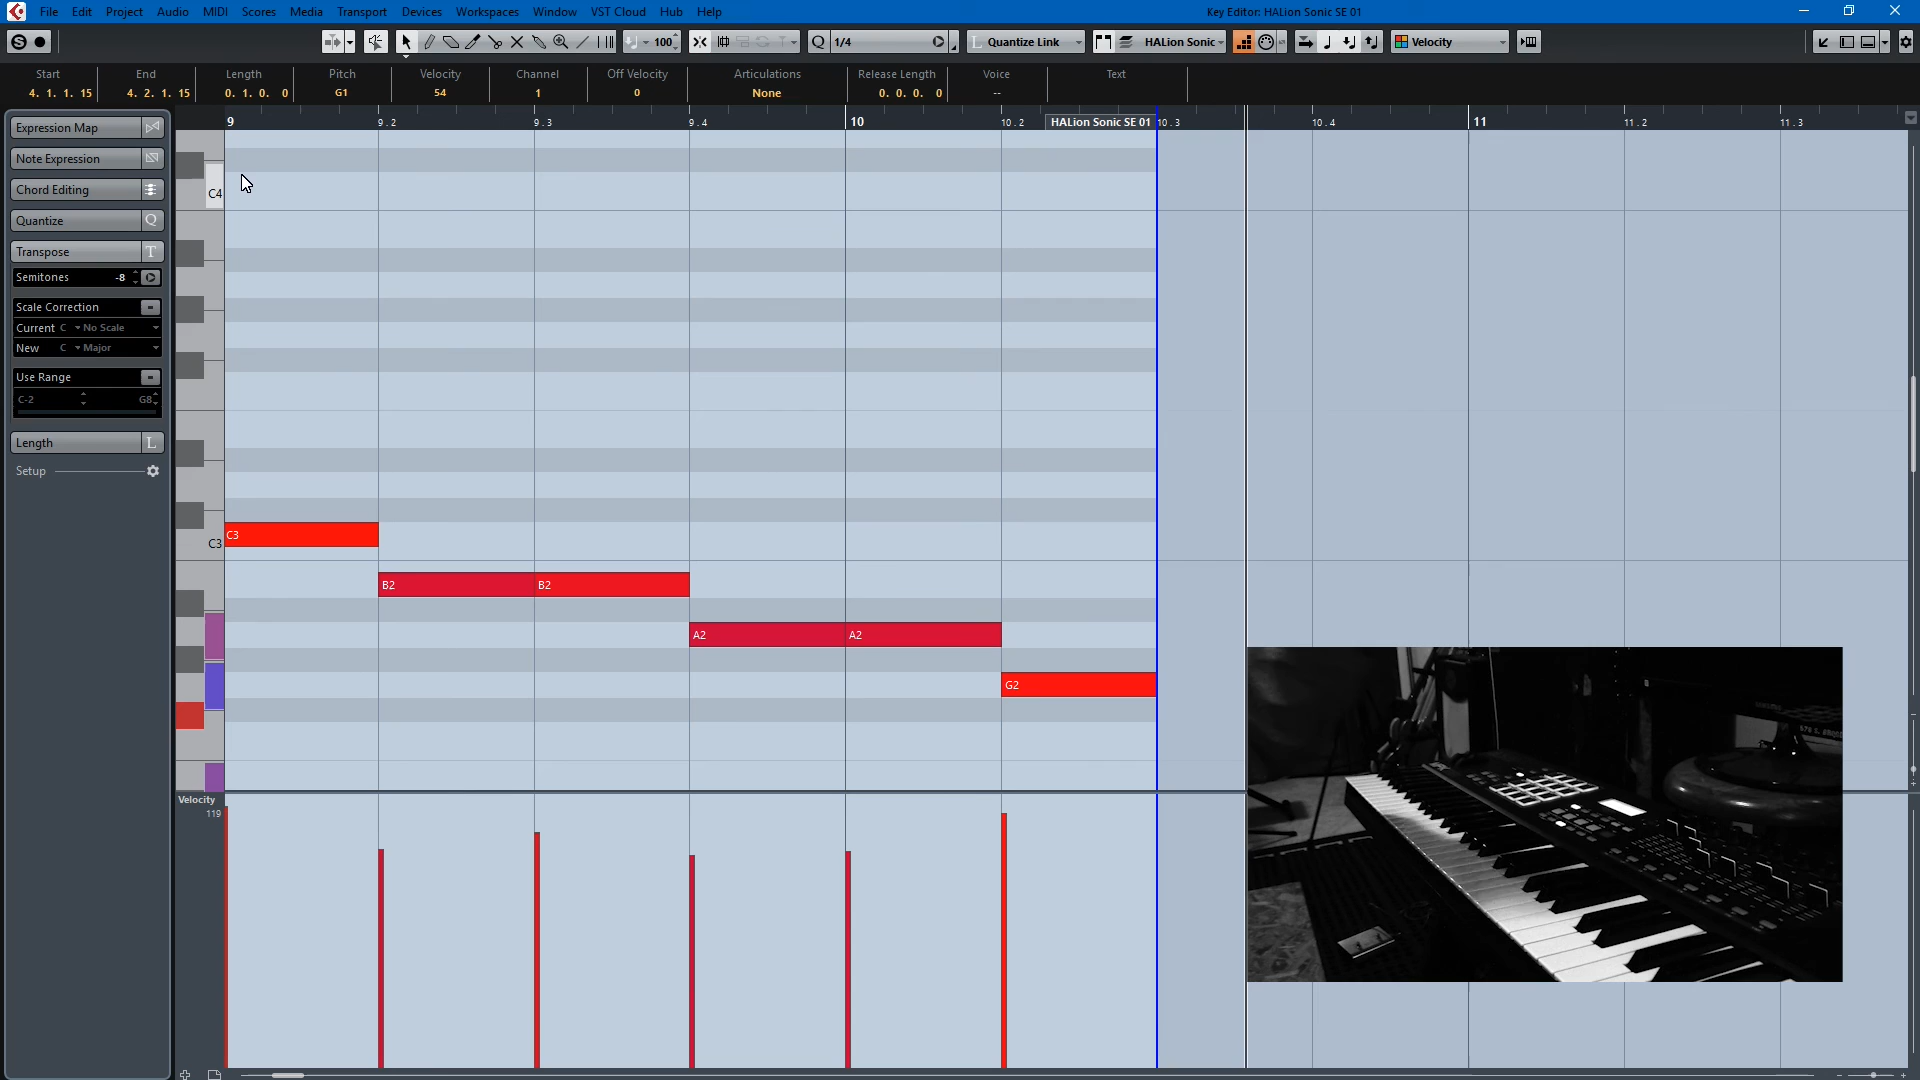 File Edit Project Audio MIDI Scores Media Transport Devices Workspaces Window VST Cloud Hub Help
Key Editor: HALion Sonic SE 01
100 Q 1/4 L Quantize Link HALion Sonic Velocity
Start End Length Pitch Velocity Channel Off Velocity Articulations Release Length Voice Text
4. 1. 1. 15 4. 2. 1. 15 0. 1. 0. 0 G1 54 1 0 None 0. 0. 0. 0 --
9 9.2 9.3 9.4 10 10.2 HALion Sonic SE 01 10.3 10.4 11 11.2 11.3
Expression Map
Note Expression
Chord Editing
Quantize Q
Transpose T
Semitones -8
Scale Correction
Current C No Scale
New C Major
Use Range
C-2 G8
Length L
Setup
C4
C3
C3
B2 B2
A2 A2
G2
Velocity
119